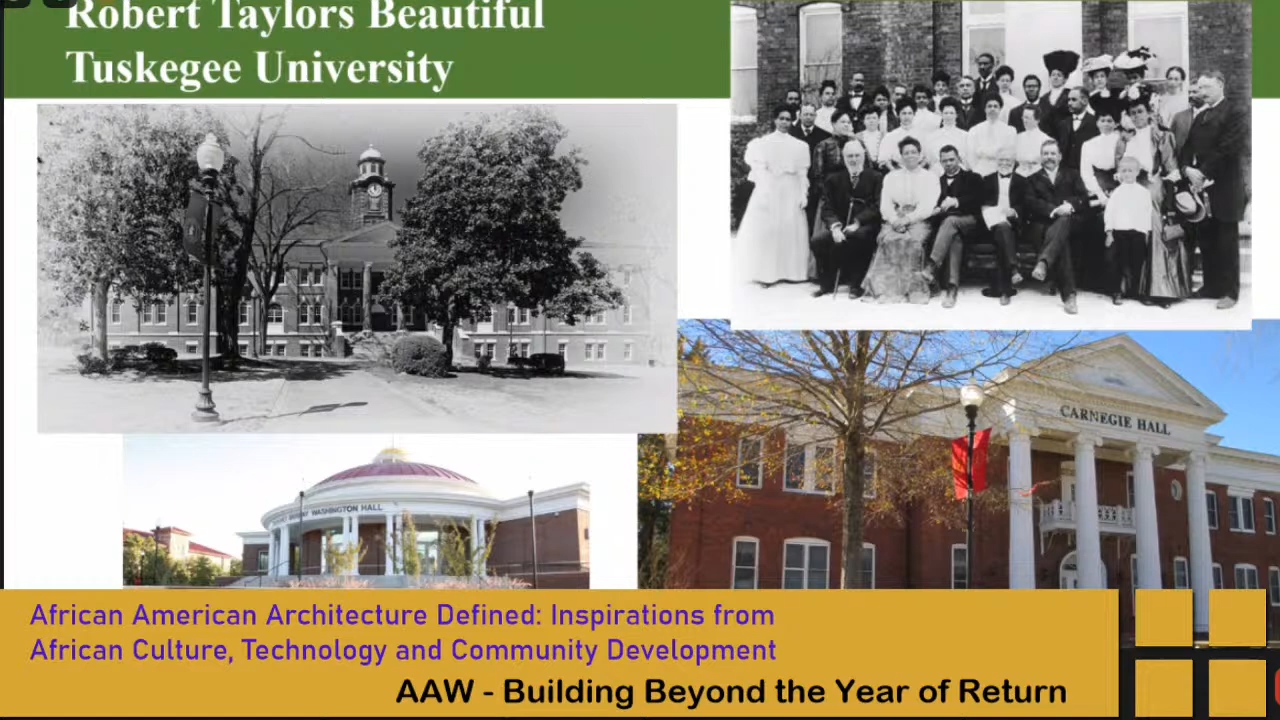 Robert Taylors Beautiful
Tuskegee University
CARNEGIE HALL
WASHINGTON HALL
African American Architecture Defined: Inspirations from
African Culture, Technology and Community Development
AAW - Building Beyond the Year of Return